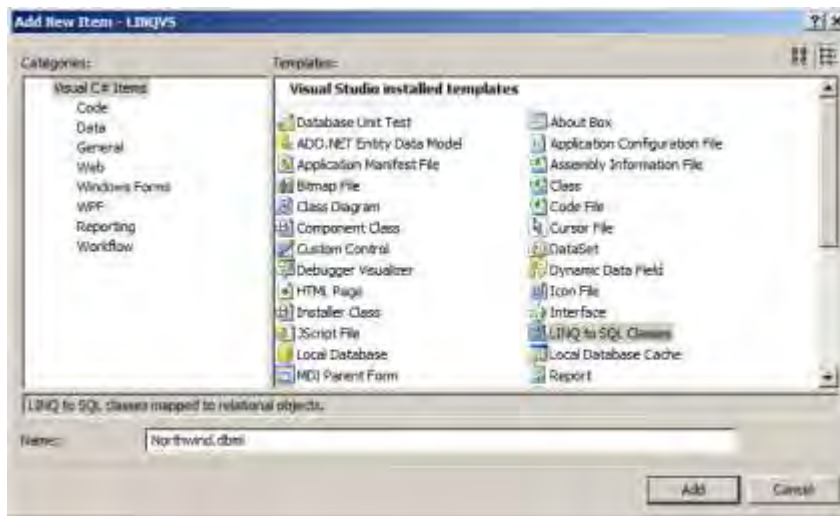 Add New Item - LINQVS
Categories:
Templates:
Visual C# Items
Code
Data
General
Web
Windows Forms
WPF
Reporting
Workflow
Visual Studio installed templates
Database Unit Test
ADO.NET Entity Data Model
Application Manifest File
Bitmap File
Class Diagram
Component Class
Custom Control
Debugger Visualizer
HTML Page
Installer Class
JScript File
Local Database
MDI Parent Form
About Box
Application Configuration File
Assembly Information File
Class
Code File
Cursor File
DataSet
Dynamic Data Field
Icon File
Interface
LINQ to SQL Classes
Local Database Cache
Report
LINQ to SQL classes mapped to relational objects.
Name:
Northwind.dbml
Add
Cancel